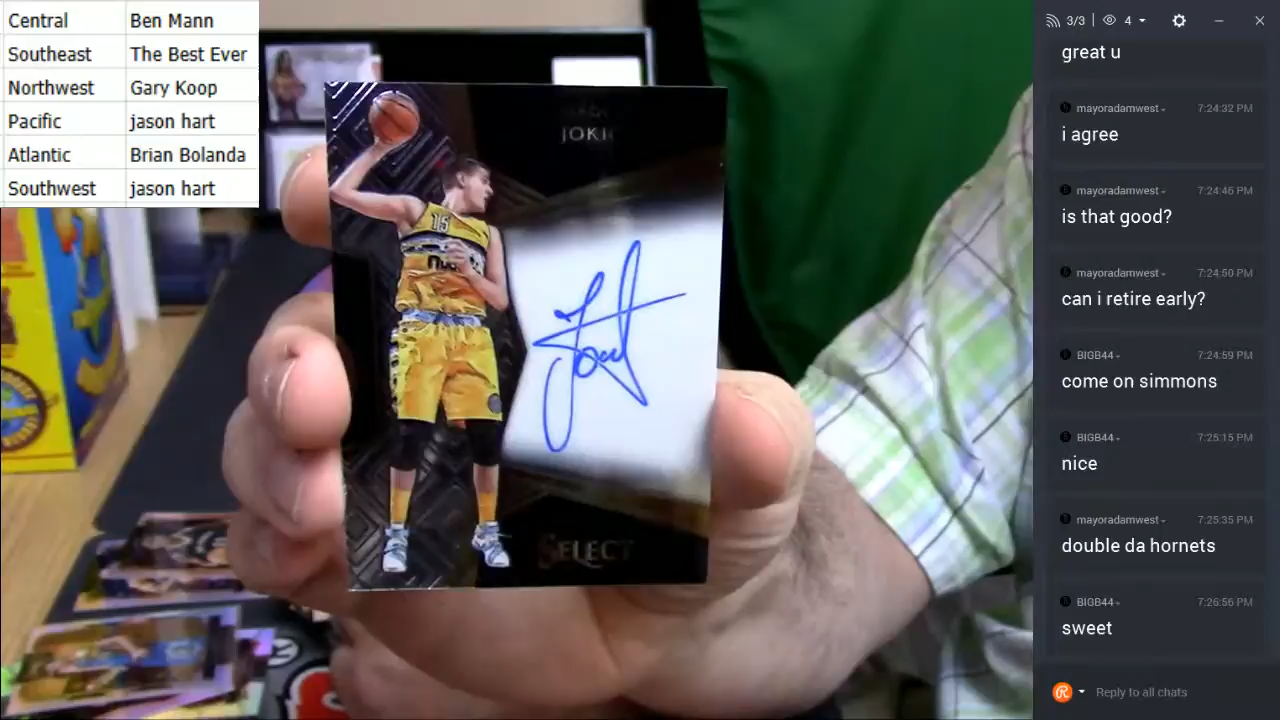 Central Ben Mann
Southeast The Best Ever
Northwest Gary Koop
Pacific jason hart
Atlantic Brian Bolanda
Southwest jason hart
JOKI
15
SELECT
3/3 4
great u
mayoradamwest 7:24:32 PM
i agree
mayoradamwest 7:24:46 PM
is that good?
mayoradamwest 7:24:50 PM
can i retire early?
BIGB44 7:24:59 PM
come on simmons
BIGB44 7:25:15 PM
nice
mayoradamwest 7:25:35 PM
double da hornets
BIGB44 7:26:56 PM
sweet
Reply to all chats